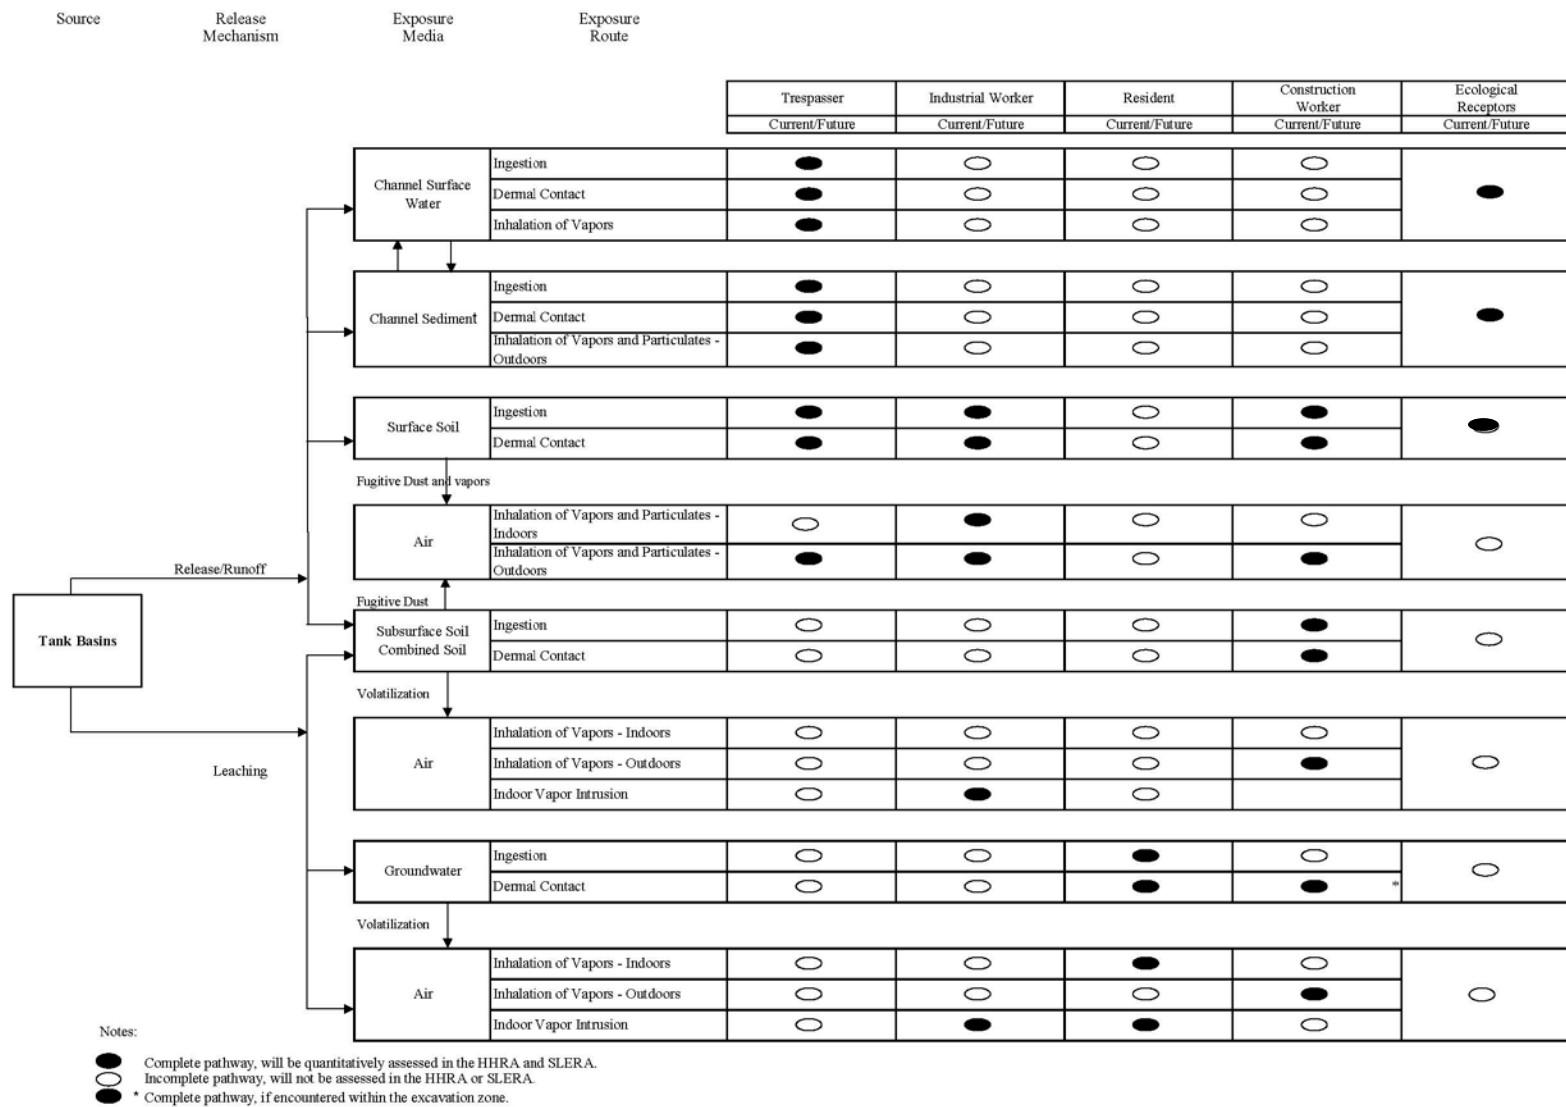 Source
Release
Mechanism
Exposure
Media
Exposure
Route
Trespasser
Industrial Worker
Resident
Construction
Worker
Ecological
Receptors
Current/Future
Current/Future
Current/Future
Current/Future
Current/Future
Channel Surface
Water
Ingestion
Dermal Contact
Inhalation of Vapors
Channel Sediment
Ingestion
Dermal Contact
Inhalation of Vapors and Particulates -
Outdoors
Surface Soil
Ingestion
Dermal Contact
Fugitive Dust and vapors
Air
Inhalation of Vapors and Particulates -
Indoors
Inhalation of Vapors and Particulates -
Outdoors
Release/Runoff
Fugitive Dust
Tank Basins
Subsurface Soil
Combined Soil
Ingestion
Dermal Contact
Volatilization
Leaching
Air
Inhalation of Vapors - Indoors
Inhalation of Vapors - Outdoors
Indoor Vapor Intrusion
Groundwater
Ingestion
Dermal Contact
*
Volatilization
Air
Inhalation of Vapors - Indoors
Inhalation of Vapors - Outdoors
Indoor Vapor Intrusion
Notes:
Complete pathway, will be quantitatively assessed in the HHRA and SLERA.
Incomplete pathway, will not be assessed in the HHRA or SLERA.
* Complete pathway, if encountered within the excavation zone.